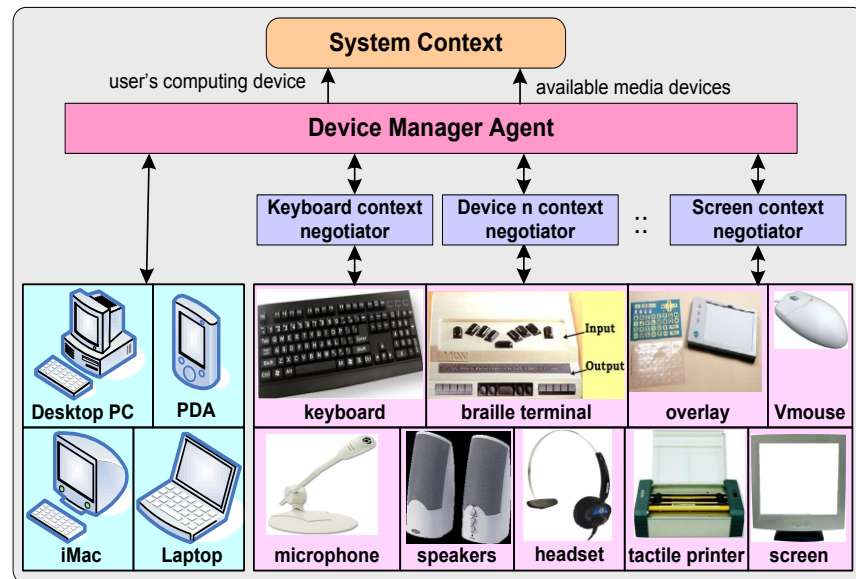 System Context
user's computing device
available media devices
Device Manager Agent
Keyboard context
negotiator
Device n context
negotiator
::
Screen context
negotiator
Input
Output
Desktop PC
PDA
keyboard
braille terminal
overlay
Vmouse
iMac
Laptop
microphone
speakers
headset
tactile printer
screen